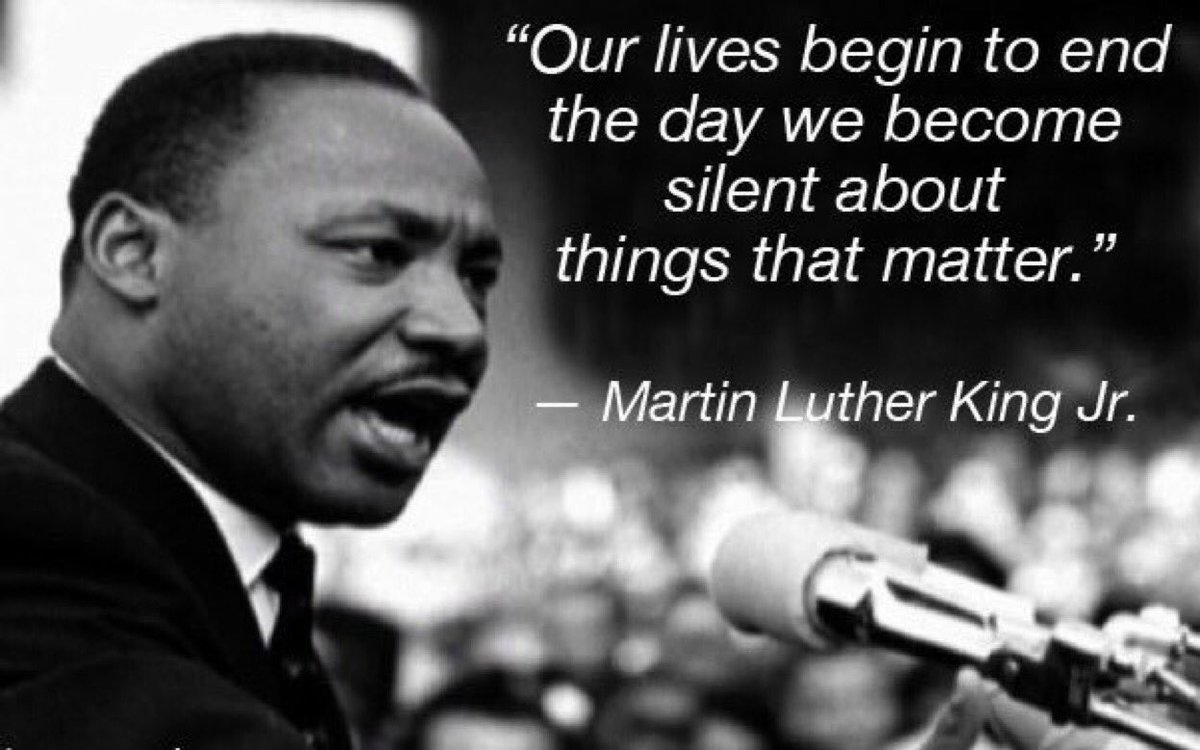 “Our lives begin to end
the day we become
silent about
things that matter.”
— Martin Luther King Jr.